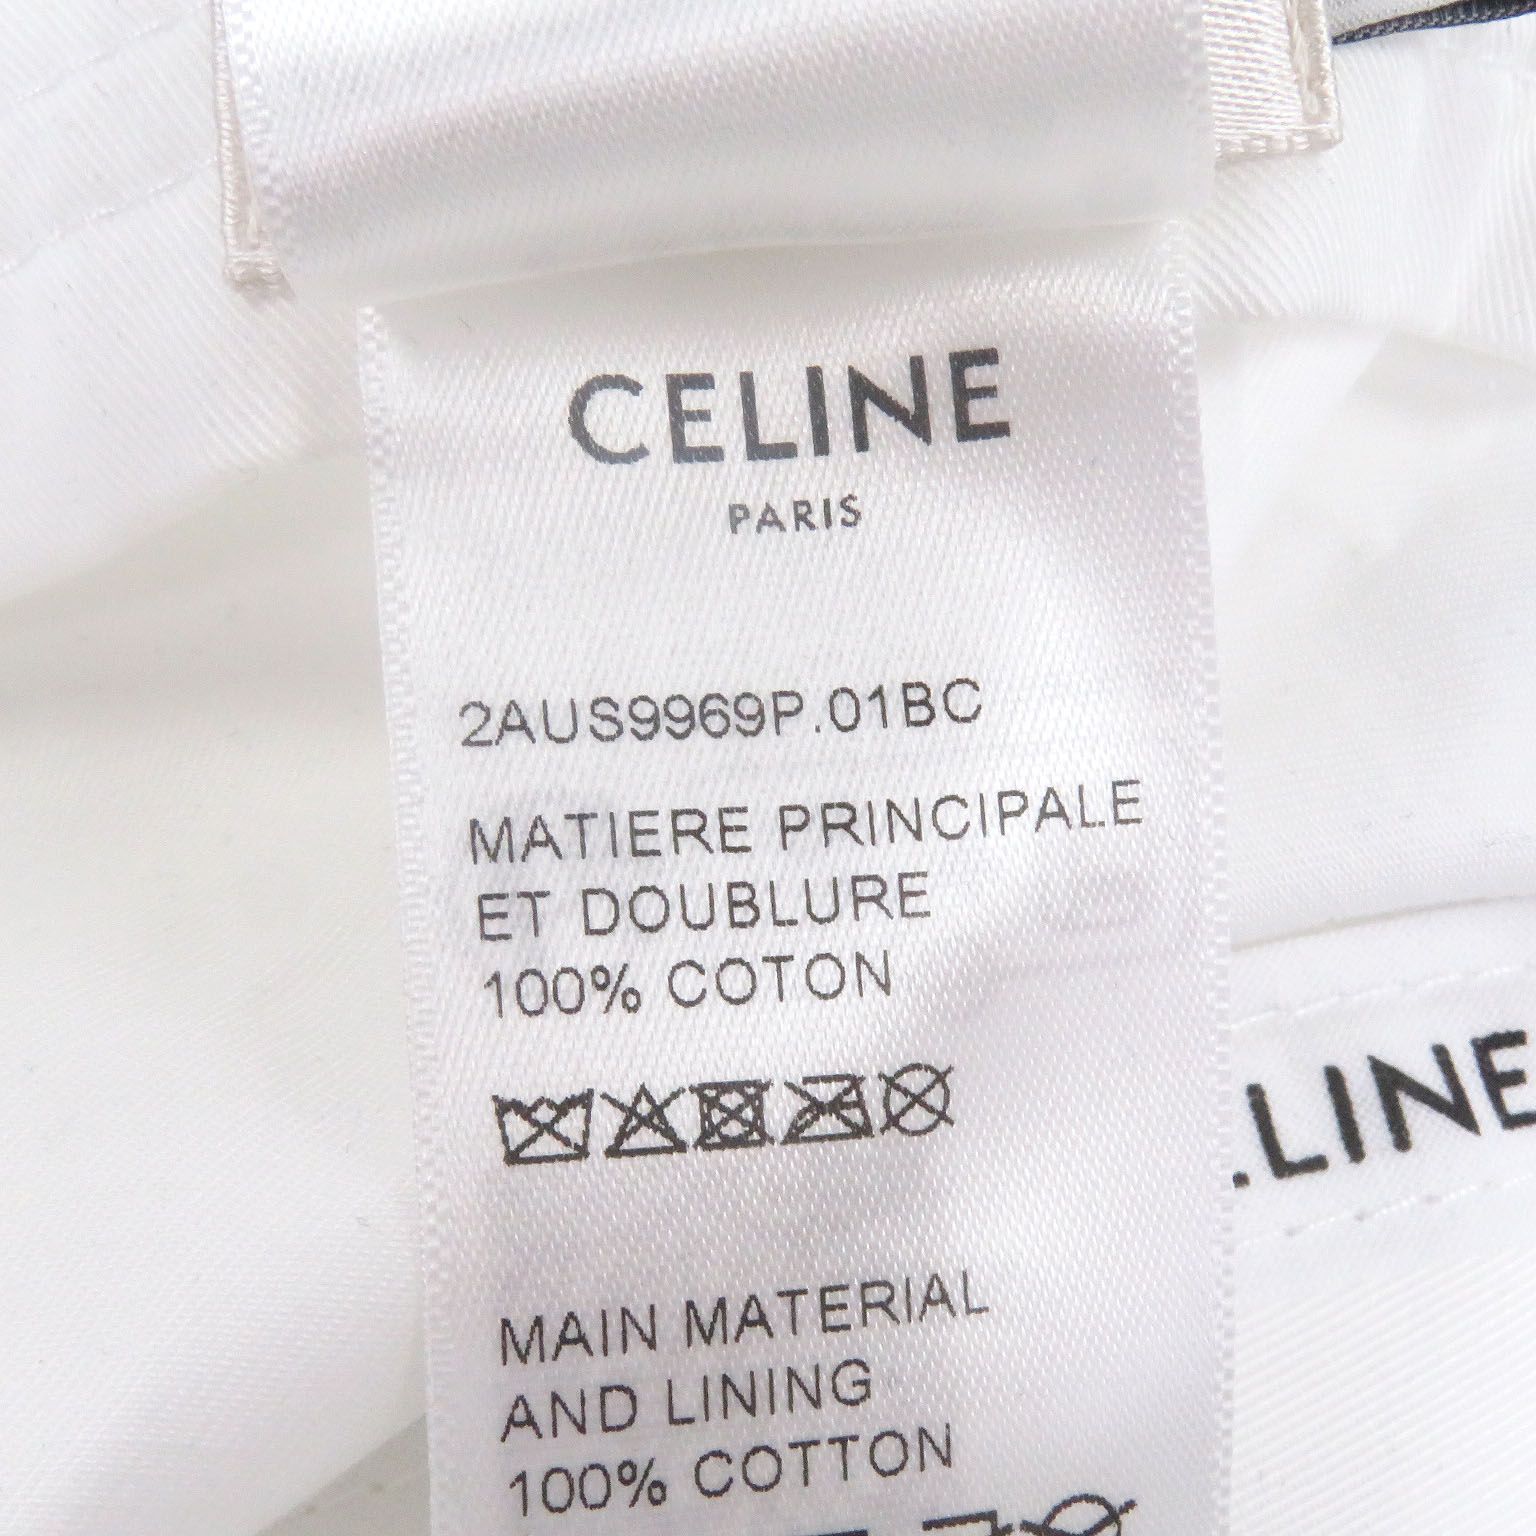 CELINE
PARIS
2AUS9969P.01BC
MATIERE PRINCIPALE
ET DOUBLURE
100% COTON
.LINE
MAIN MATERIAL
AND LINING
100% COTTON